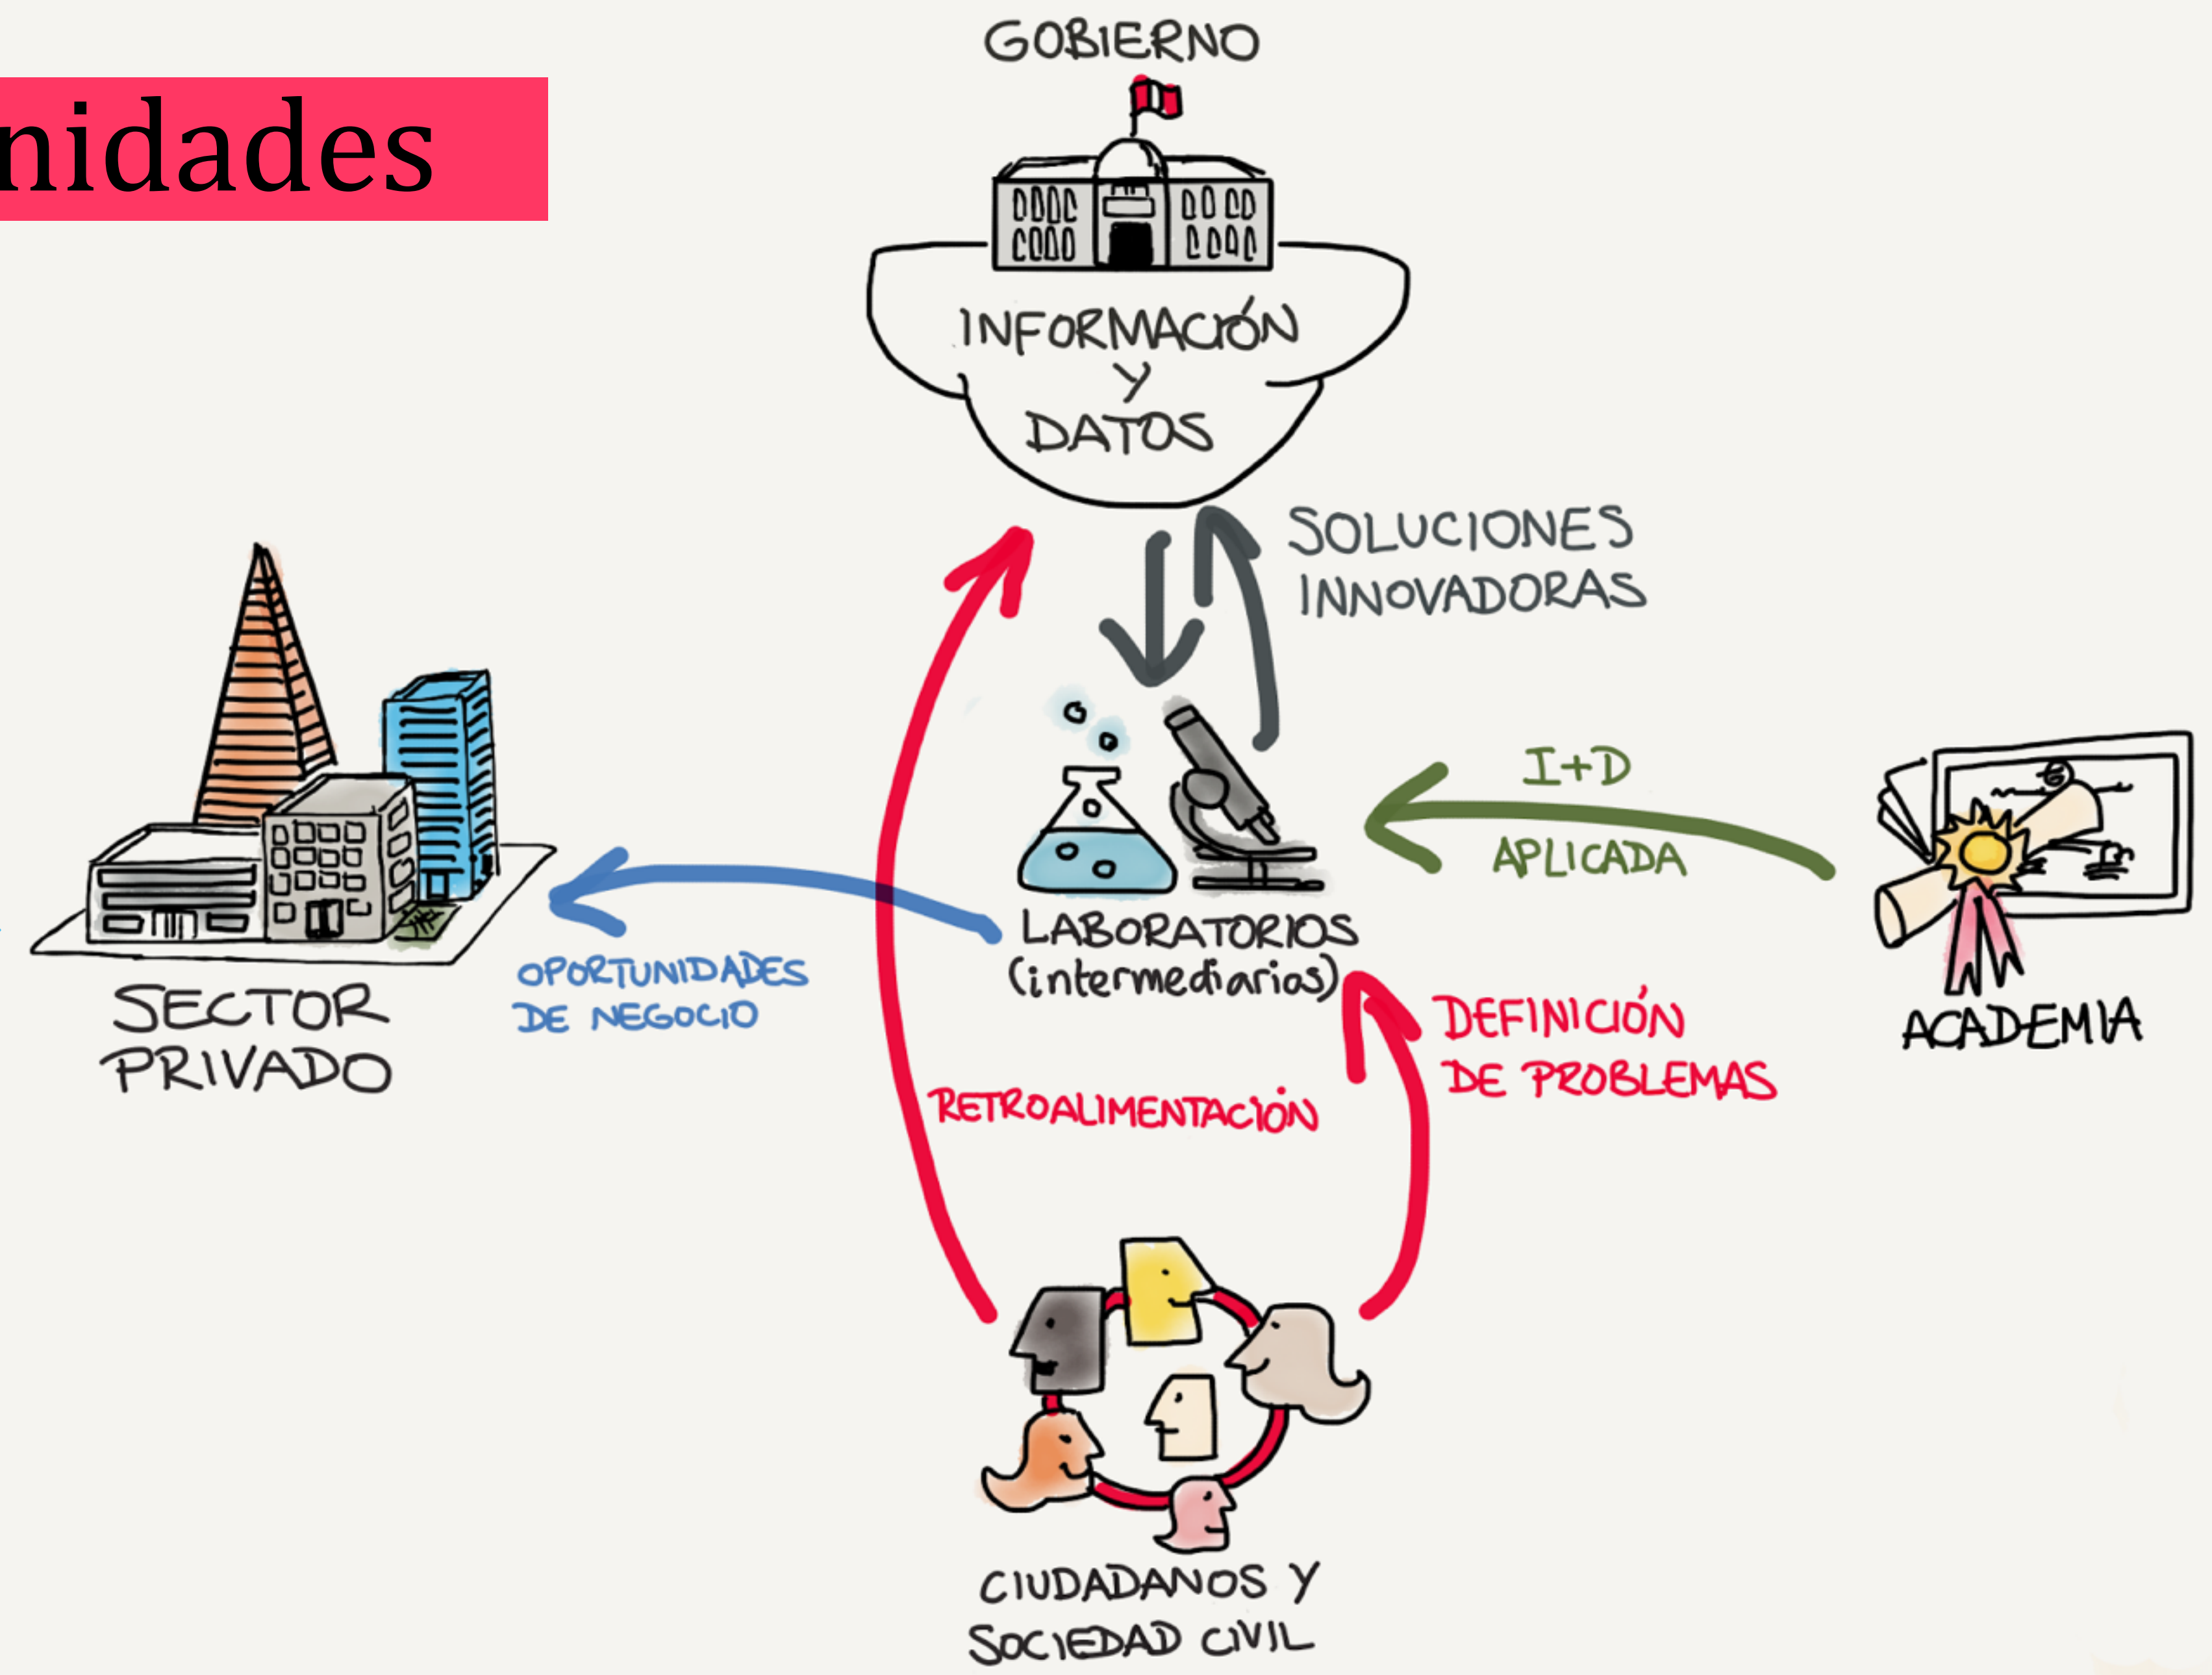 nidades
GOBIERNO
INFORMACIÓN
Y
DATOS
SOLUCIONES
INNOVADORAS
I+D
APLICADA
LABORATORIOS
(intermediarios)
OPORTUNIDADES
DE NEGOCIO
SECTOR
PRIVADO
ACADEMIA
DEFINICIÓN
DE PROBLEMAS
RETROALIMENTACIÓN
CIUDADANOS Y
SOCIEDAD CIVIL